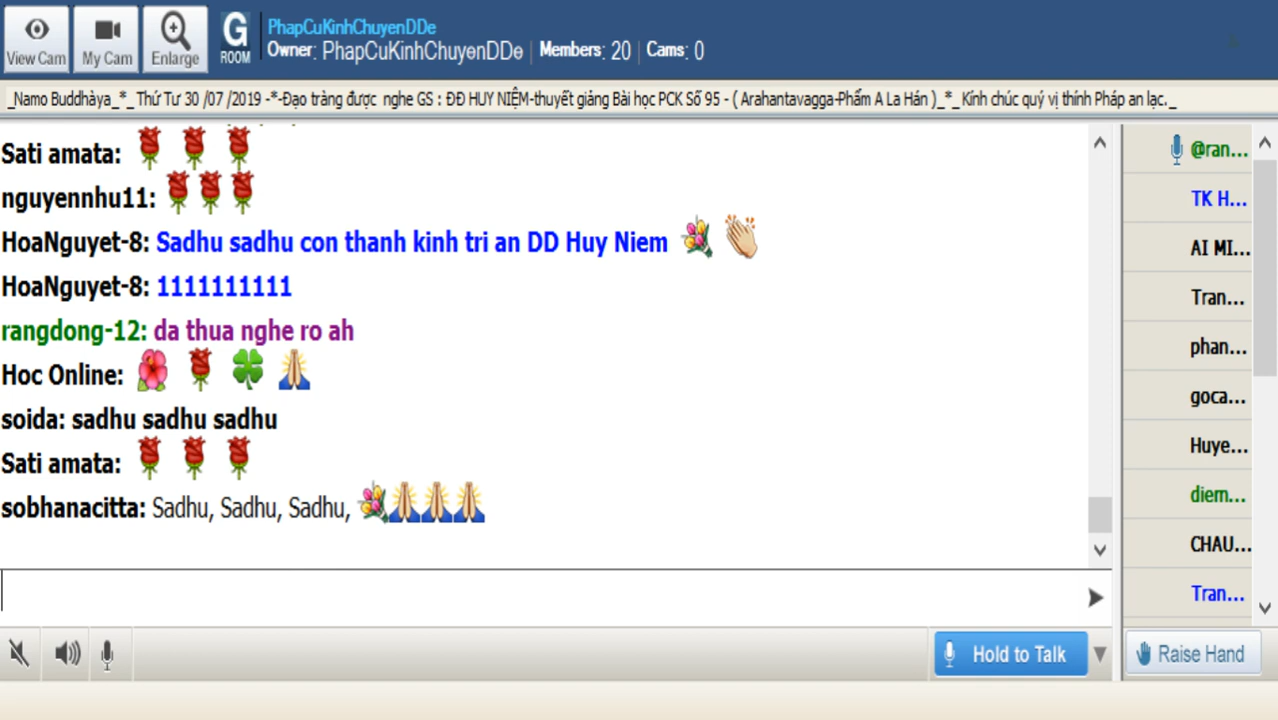 View Cam
My Cam
Enlarge
G
ROOM
PhapCuKinhChuyenDDe
Owner: PhapCuKinhChuyenDDe | Members: 20 | Cams: 0
_Namo Buddhàya_*_ Thứ Tư 30 /07 /2019 -*-Đạo tràng được nghe GS : ĐĐ HUY NIỆM-thuyết giảng Bài học PCK Số 95 - ( Arahantavagga-Phẩm A La Hán )_*_ Kính chúc quý vị thính Pháp an lạc._
Sati amata:
nguyennhu11:
HoaNguyet-8: Sadhu sadhu con thanh kinh tri an DD Huy Niem
HoaNguyet-8: 1111111111
rangdong-12: da thua nghe ro ah
Hoc Online:
soida: sadhu sadhu sadhu
Sati amata:
sobhanacitta: Sadhu, Sadhu, Sadhu,
@ran...
TK H...
AI MI...
Tran...
phan...
goca...
Huye...
diem...
CHAU...
Tran...
Hold to Talk
Raise Hand